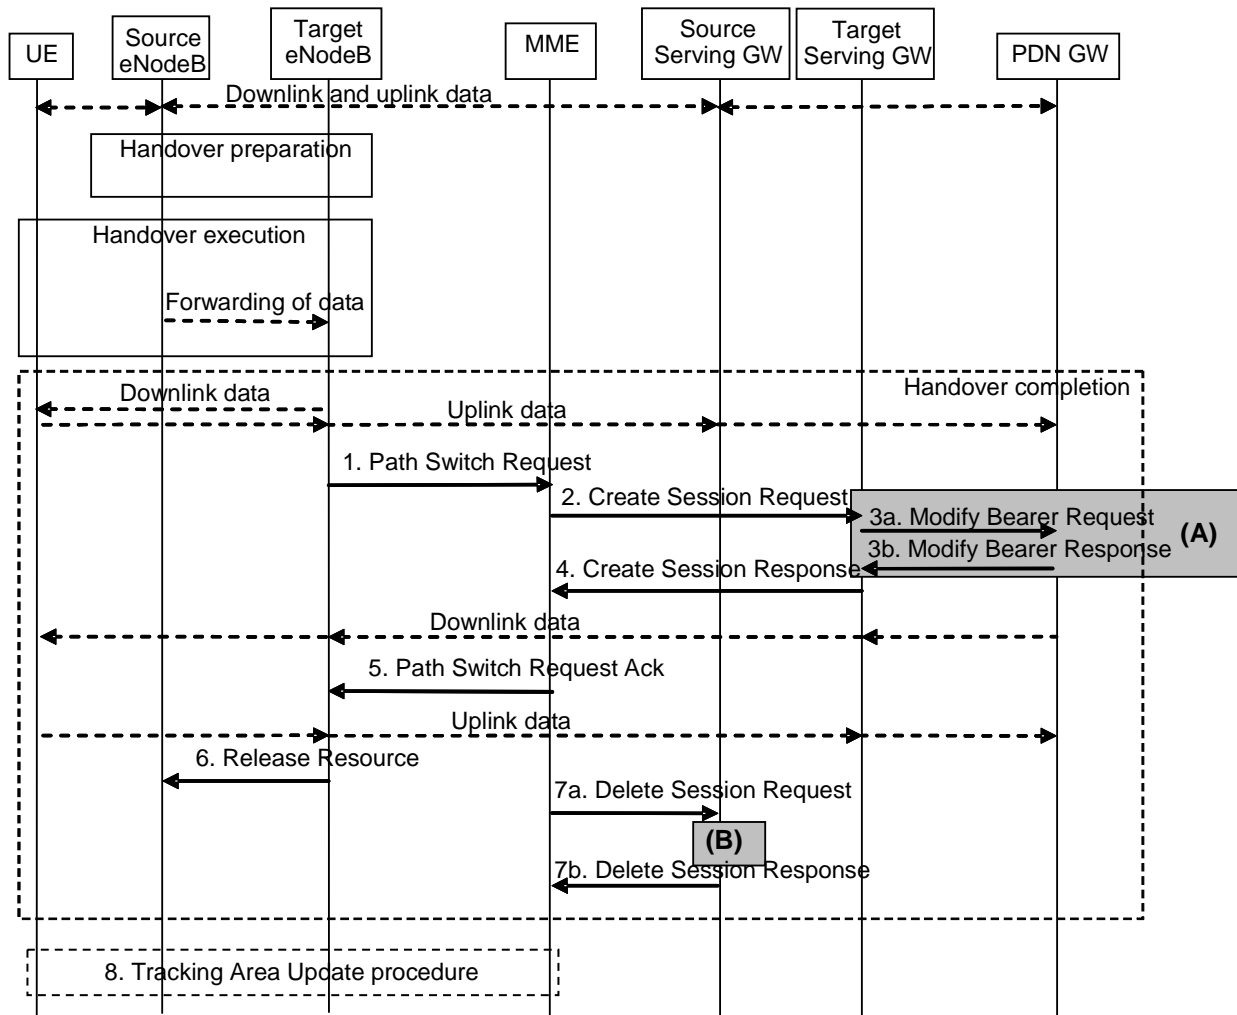 UE
Source
eNodeB
Target
eNodeB
MME
Source
Serving GW
Target
Serving GW
PDN GW
Downlink and uplink data
Handover preparation
Handover execution
Forwarding of data
Handover completion
Downlink data
Uplink data
1. Path Switch Request
2. Create Session Request
3a. Modify Bearer Request
(A)
3b. Modify Bearer Response
4. Create Session Response
Downlink data
5. Path Switch Request Ack
Uplink data
6. Release Resource
7a. Delete Session Request
(B)
7b. Delete Session Response
8. Tracking Area Update procedure